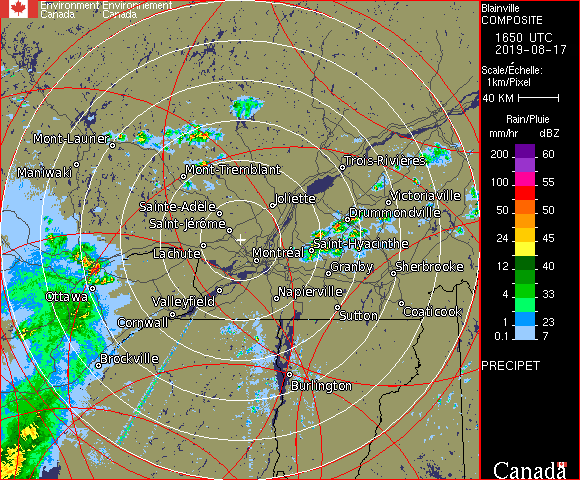 Environment Environnement
Canada Canada
Blainville
COMPOSITE
1650 UTC
2019-08-17
Scale/Échelle:
1km/Pixel
40 KM
Rain/Pluie
mm/hr dBZ
200 60
100 55
50 50
24 45
12 40
4 33
1 23
0.1 7
PRECIPET
Canada
Mont-Laurier
Maniwaki
Mont-Tremblant
Trois-Rivières
Joliette
Victoriaville
Sainte-Adèle
Drummondville
Saint-Jérôme
Saint-Hyacinthe
Lachute
Montréal
Granby
Sherbrooke
Ottawa
Valleyfield
Napierville
Cornwall
Sutton
Coaticook
Brockville
Burlington